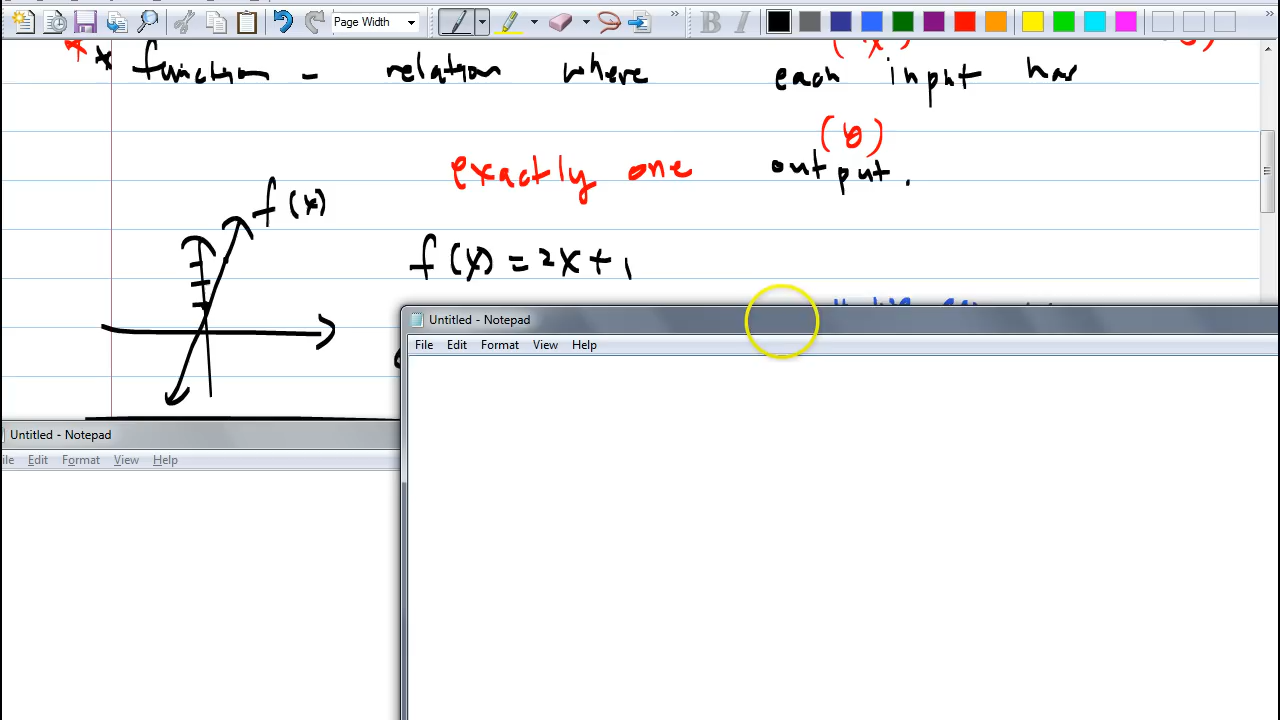 Page Width
B I
(x)
* function - relation where each input has
(y)
exactly one output.
f(x)
f(x) = 2x + 1
Untitled - Notepad
File Edit Format View Help
Untitled - Notepad
ile Edit Format View Help